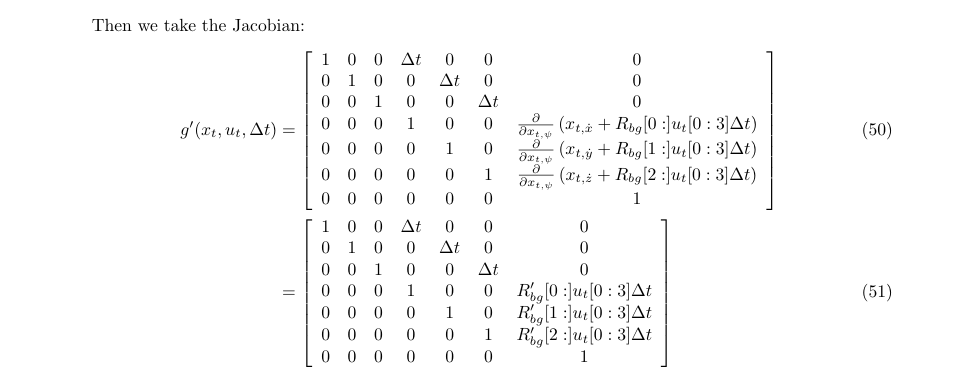 Then we take the Jacobian:
1 0 0 Δt 0 0 0
0 1 0 0 Δt 0 0
0 0 1 0 0 Δt 0
g′(x_t, u_t, Δt) = 0 0 0 1 0 0 ∂/∂x_{t,ψ} (x_{t,ẋ} + R_{bg}[0 :]u_t[0 : 3]Δt) (50)
0 0 0 0 1 0 ∂/∂x_{t,ψ} (x_{t,ẏ} + R_{bg}[1 :]u_t[0 : 3]Δt)
0 0 0 0 0 1 ∂/∂x_{t,ψ} (x_{t,ż} + R_{bg}[2 :]u_t[0 : 3]Δt)
0 0 0 0 0 0 1
1 0 0 Δt 0 0 0
0 1 0 0 Δt 0 0
0 0 1 0 0 Δt 0
= 0 0 0 1 0 0 R′_{bg}[0 :]u_t[0 : 3]Δt (51)
0 0 0 0 1 0 R′_{bg}[1 :]u_t[0 : 3]Δt
0 0 0 0 0 1 R′_{bg}[2 :]u_t[0 : 3]Δt
0 0 0 0 0 0 1